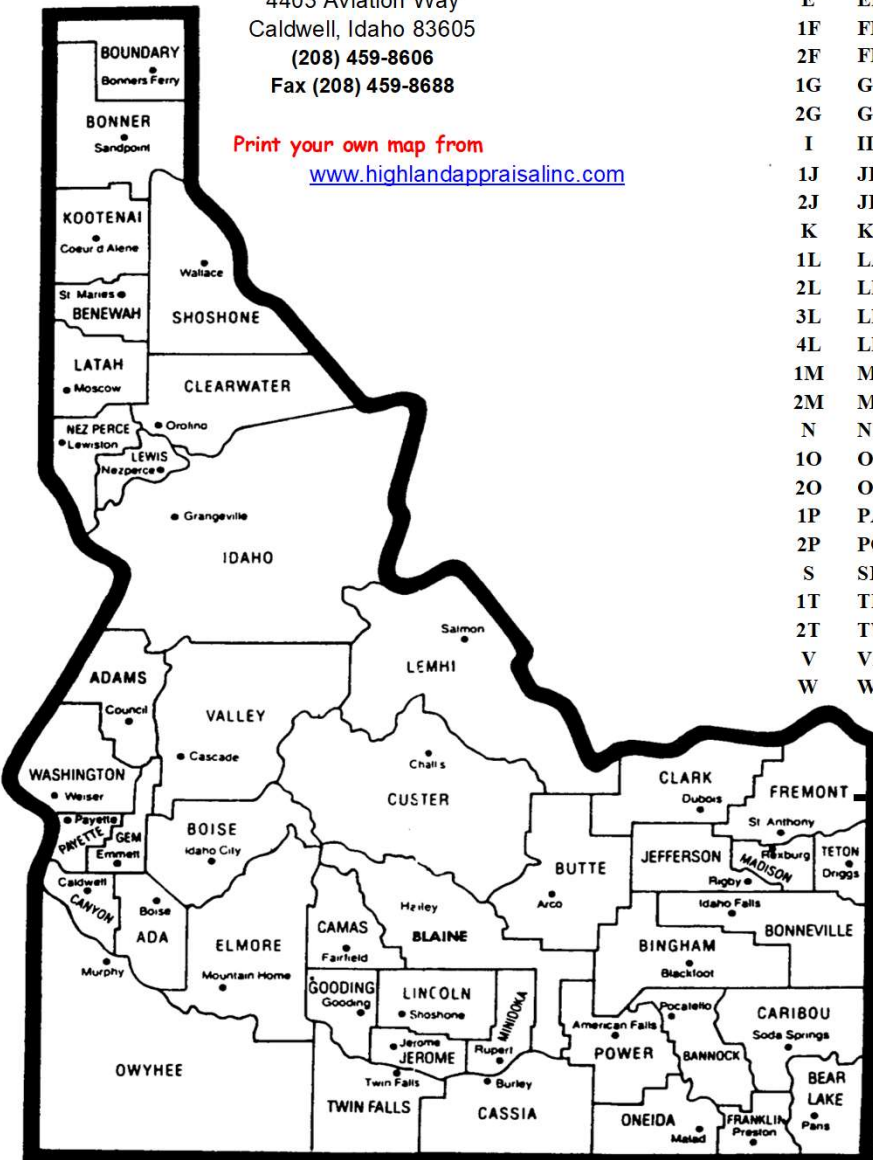 4403 Aviation Way
Caldwell, Idaho 83605
(208) 459-8606
Fax (208) 459-8688
Print your own map from
www.highlandappraisalinc.com
E
1F
2F
1G
2G
I
1J
2J
K
1L
2L
3L
4L
1M
2M
N
1O
2O
1P
2P
S
1T
2T
V
W
BOUNDARY
Bonners Ferry
BONNER
Sandpoint
KOOTENAI
Coeur d Alene
Wallace
St Maries
BENEWAH
SHOSHONE
LATAH
Moscow
CLEARWATER
NEZ PERCE
Orofino
Lewiston
LEWIS
Nezperce
Grangeville
IDAHO
Salmon
LEMHI
ADAMS
Council
VALLEY
Cascade
Challis
CUSTER
WASHINGTON
Weiser
CLARK
Dubois
FREMONT
St Anthony
Payette
PAYETTE
GEM
Emmett
BOISE
Idaho City
BUTTE
Arco
JEFFERSON
MADISON
Rexburg
Rigby
TETON
Driggs
Caldwell
CANYON
Boise
ADA
ELMORE
Mountain Home
CAMAS
Fairfield
Hailey
BLAINE
Idaho Falls
BONNEVILLE
BINGHAM
Blackfoot
Murphy
GOODING
Gooding
LINCOLN
Shoshone
MINIDOKA
Jerome
JEROME
Rupert
American Falls
POWER
Pocatello
BANNOCK
CARIBOU
Soda Springs
OWYHEE
Twin Falls
TWIN FALLS
Burley
CASSIA
ONEIDA
Malad
FRANKLIN
Preston
BEAR
LAKE
Paris